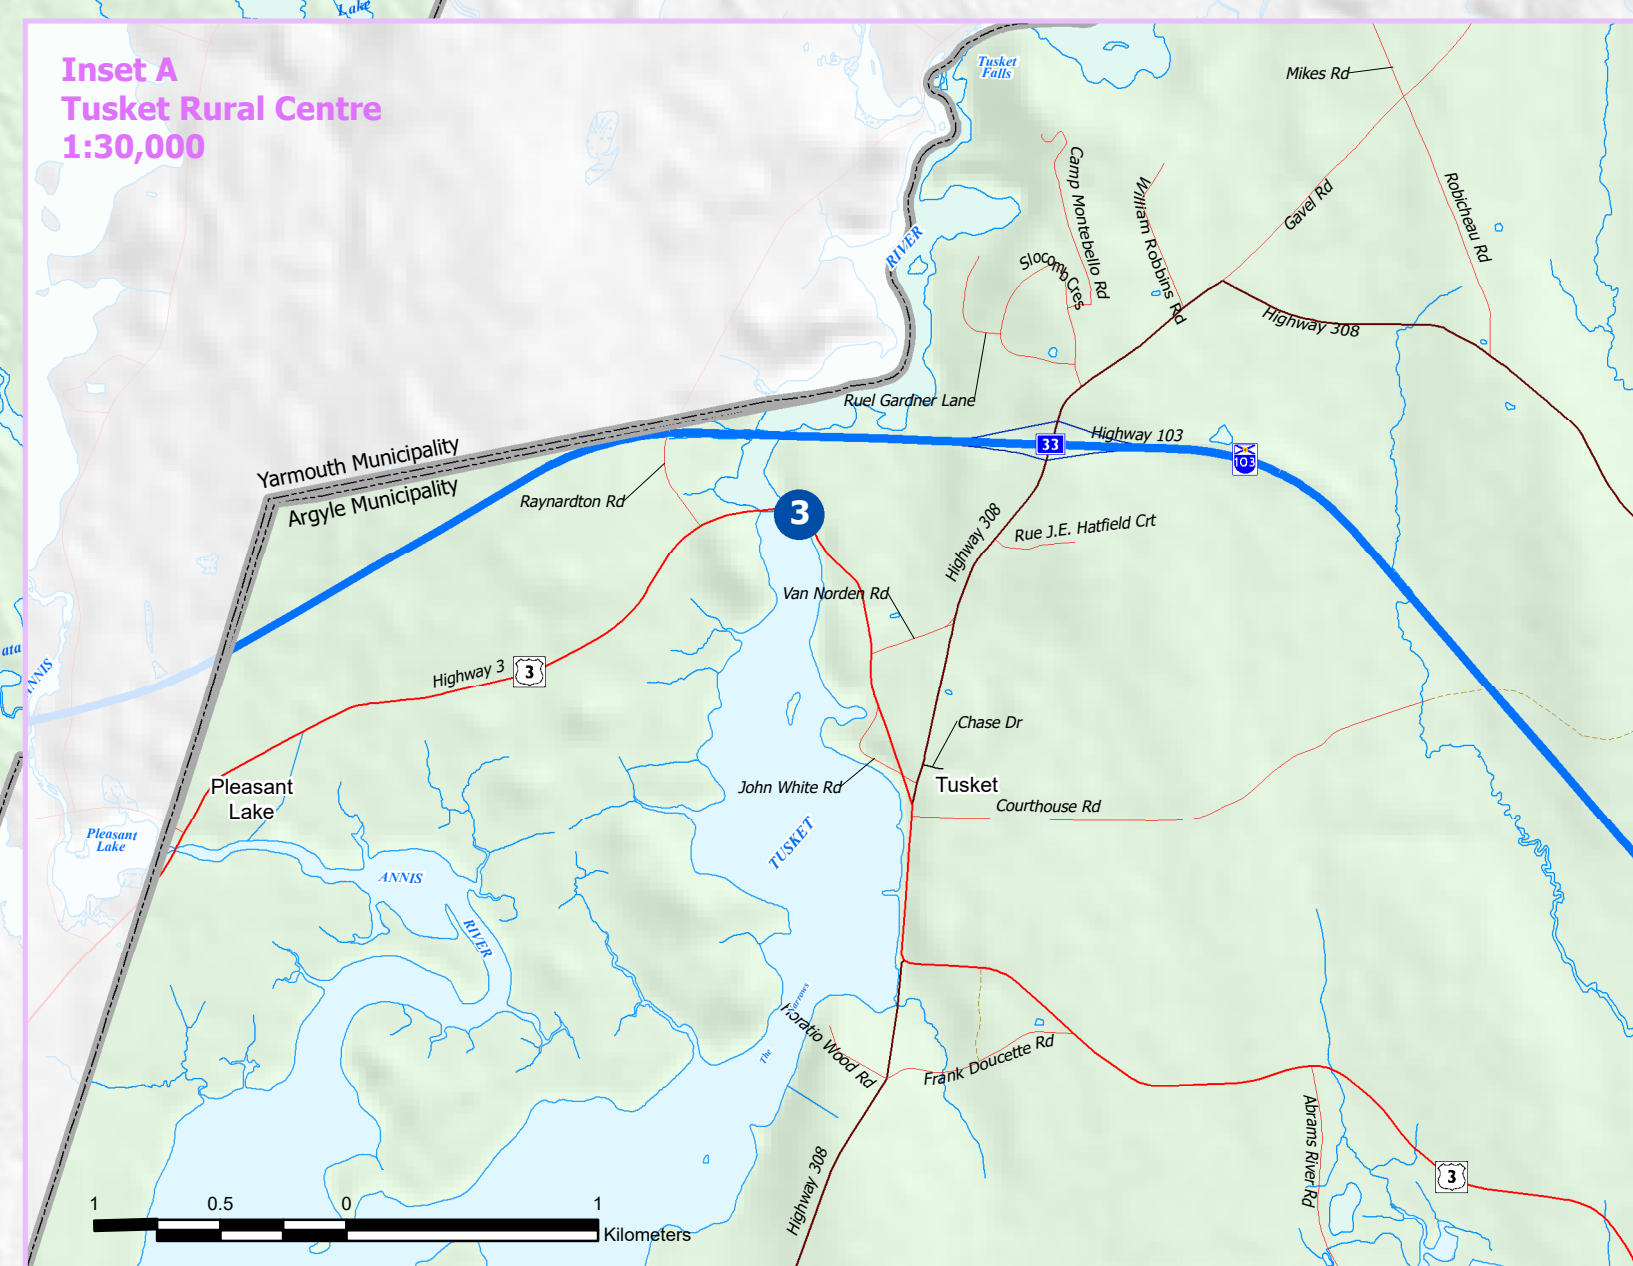 Lake
Inset A
Tusket Rural Centre
1:30,000
Tusket
Falls
Mikes Rd
Camp Montebello Rd
William Robbins Rd
Gavel Rd
Robicheau Rd
RIVER
Slocomb Cres
Highway 308
Ruel Gardner Lane
33
Highway 103
103
Yarmouth Municipality
Argyle Municipality
Raynardton Rd
3
Highway 308
Rue J.E. Hatfield Crt
Van Norden Rd
Highway 3
3
Chase Dr
Pleasant
Lake
John White Rd
Tusket
Courthouse Rd
Pleasant
Lake
TUSKET
ANNIS
RIVER
The Narrows
Horatio Wood Rd
Frank Doucette Rd
Abrams River Rd
3
Highway 308
1
0.5
0
1
Kilometers